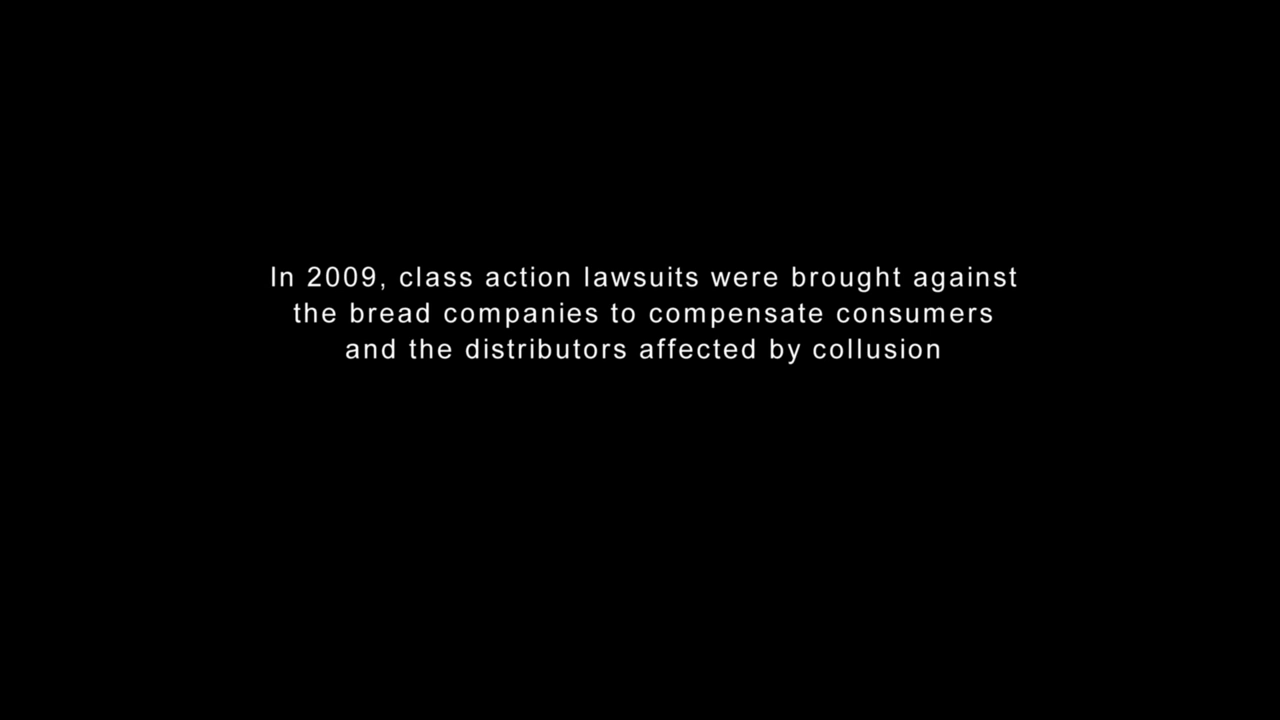 In 2009, class action lawsuits were brought against
the bread companies to compensate consumers
and the distributors affected by collusion